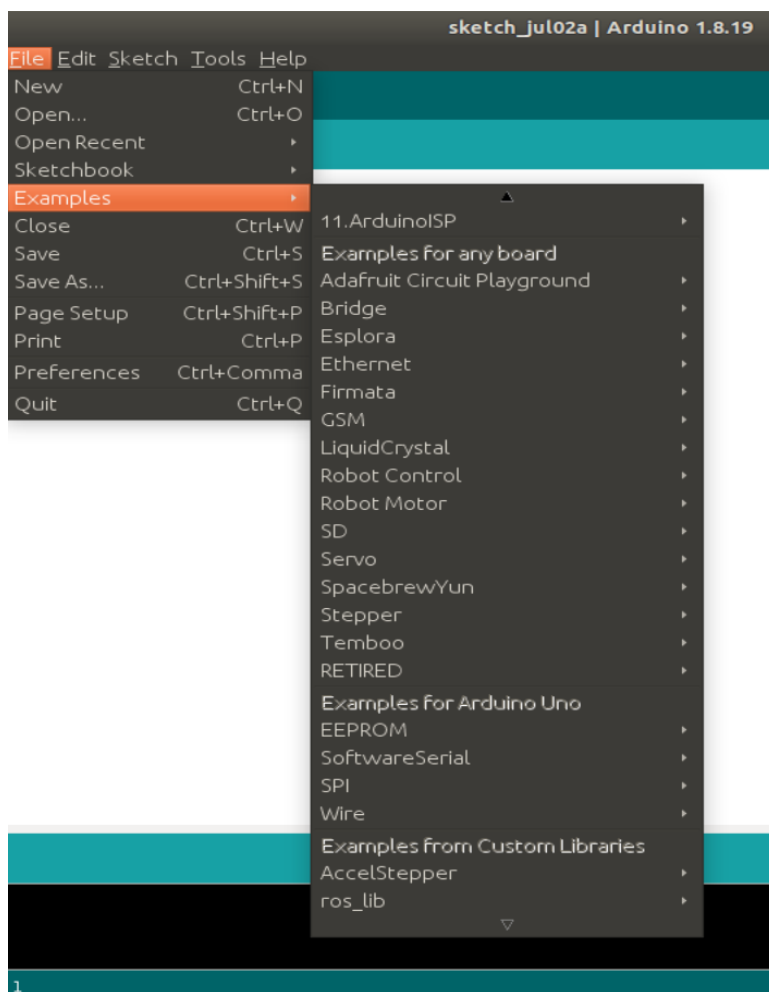 sketch_jul02a | Arduino 1.8.19
File Edit Sketch Tools Help
New Ctrl+N
Open... Ctrl+O
Open Recent
Sketchbook
Examples
Close Ctrl+W
Save Ctrl+S
Save As... Ctrl+Shift+S
Page Setup Ctrl+Shift+P
Print Ctrl+P
Preferences Ctrl+Comma
Quit Ctrl+Q
11.ArduinoISP
Examples for any board
Adafruit Circuit Playground
Bridge
Esplora
Ethernet
Firmata
GSM
LiquidCrystal
Robot Control
Robot Motor
SD
Servo
SpacebrewYun
Stepper
Temboo
RETIRED
Examples for Arduino Uno
EEPROM
SoftwareSerial
SPI
Wire
Examples from Custom Libraries
AccelStepper
ros_lib
1